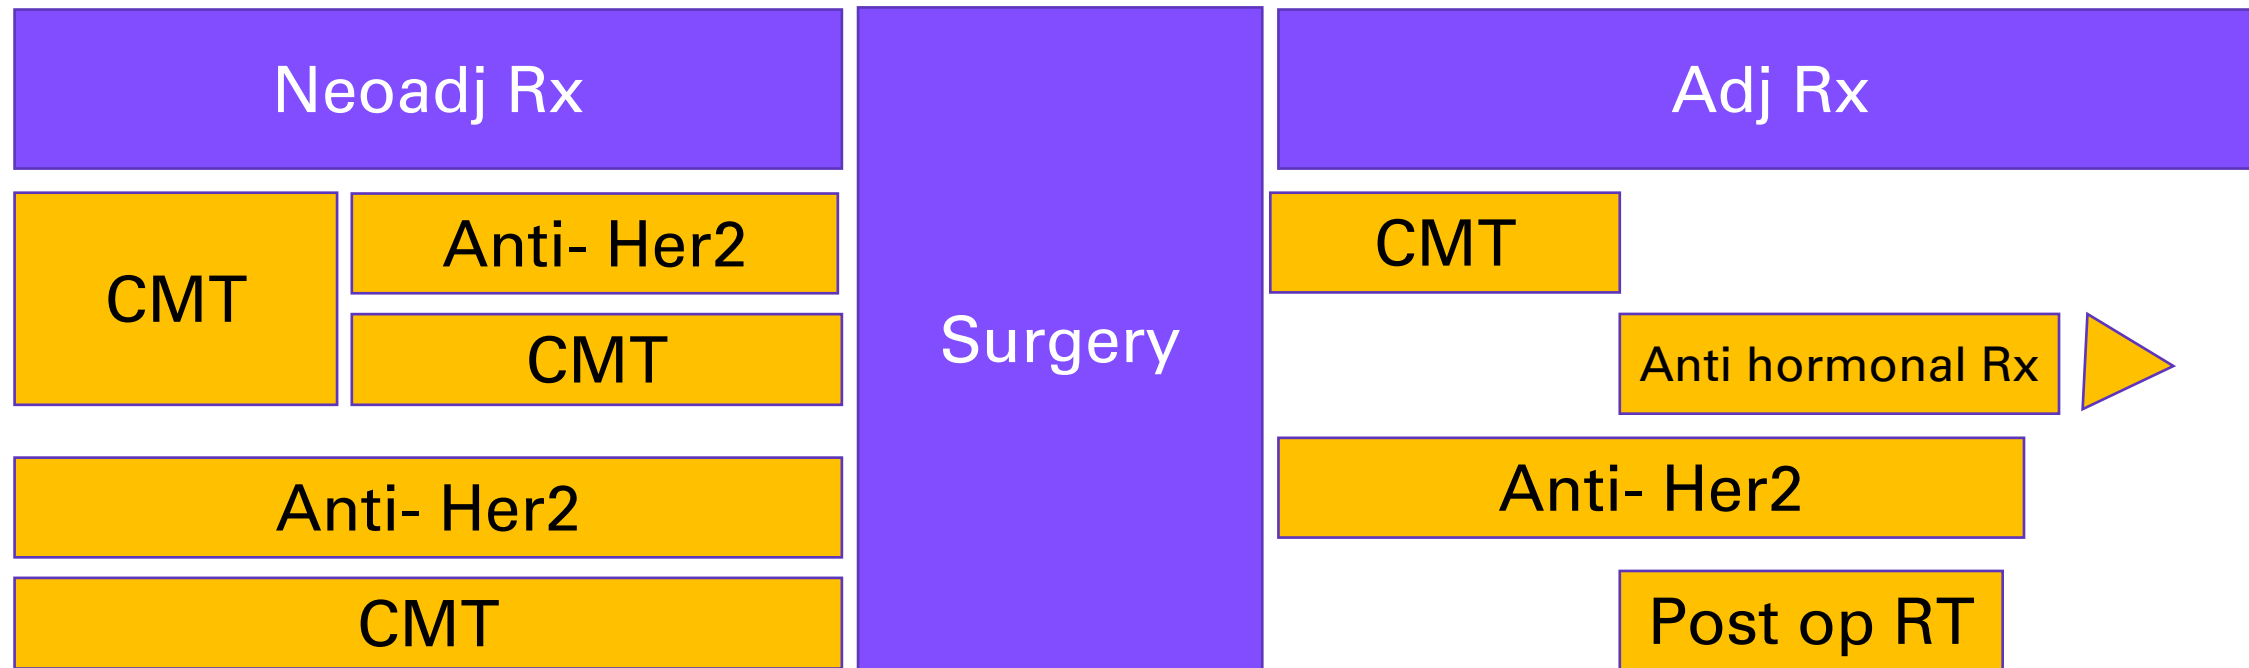 Neoadj Rx
Surgery
Adj Rx
CMT
Anti- Her2
CMT
Anti- Her2
CMT
CMT
Anti hormonal Rx
Anti- Her2
Post op RT